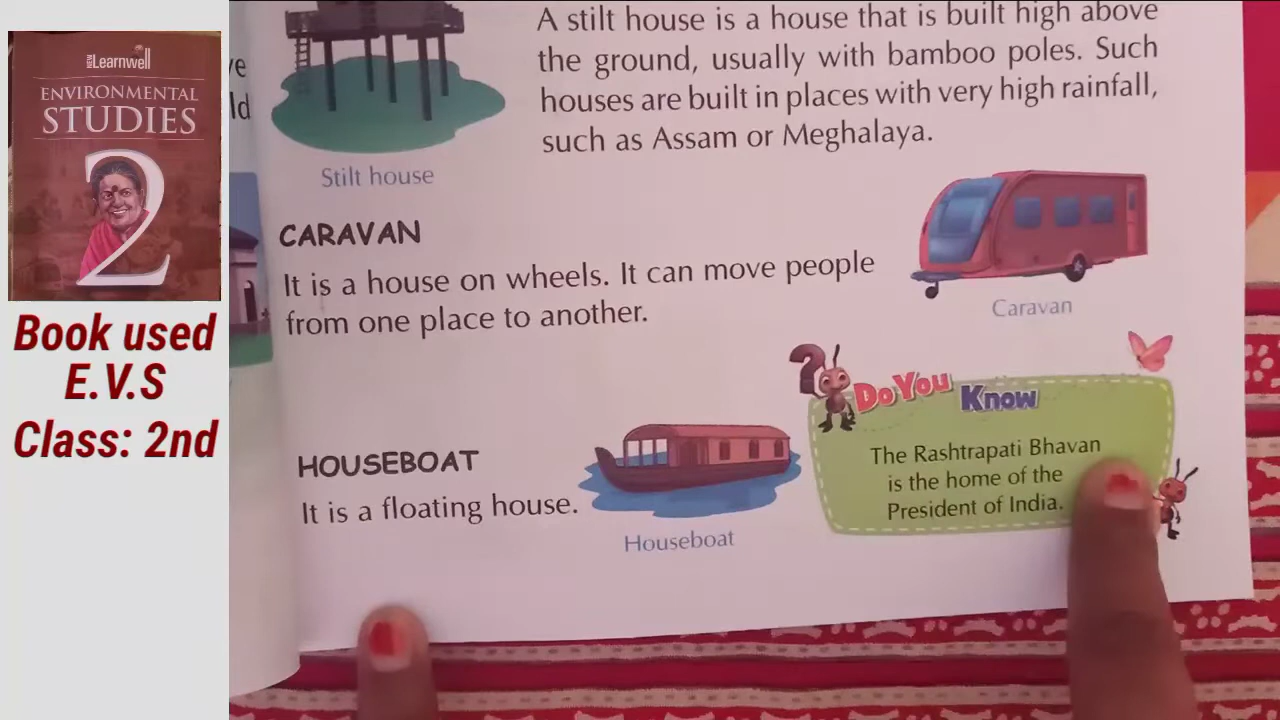 NEW Learnwell
ENVIRONMENTAL
STUDIES
2
Book used
E.V.S
Class: 2nd
A stilt house is a house that is built high above
the ground, usually with bamboo poles. Such
houses are built in places with very high rainfall,
such as Assam or Meghalaya.
Stilt house
CARAVAN
It is a house on wheels. It can move people
from one place to another.
Caravan
Do You Know
The Rashtrapati Bhavan
is the home of the
President of India.
HOUSEBOAT
It is a floating house.
Houseboat